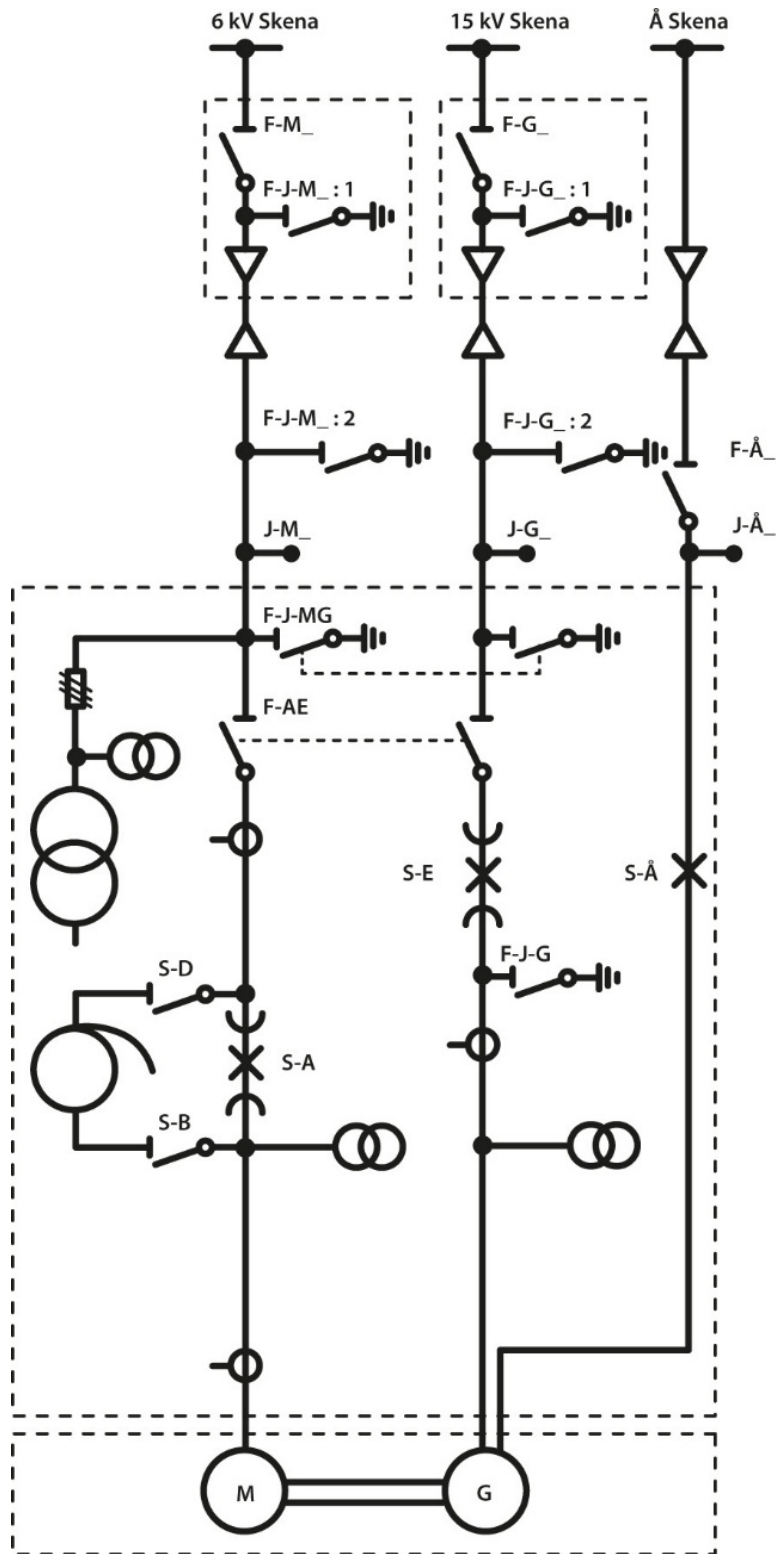 6 kV Skena
15 kV Skena
Å Skena
F-M_
F-G_
F-J-M_ : 1
F-J-G_ : 1
F-J-M_ : 2
F-J-G_ : 2
F-Å_
J-M_
J-G_
J-Å_
F-J-MG
F-AE
S-E
S-Å
S-D
F-J-G
S-A
S-B
M
G